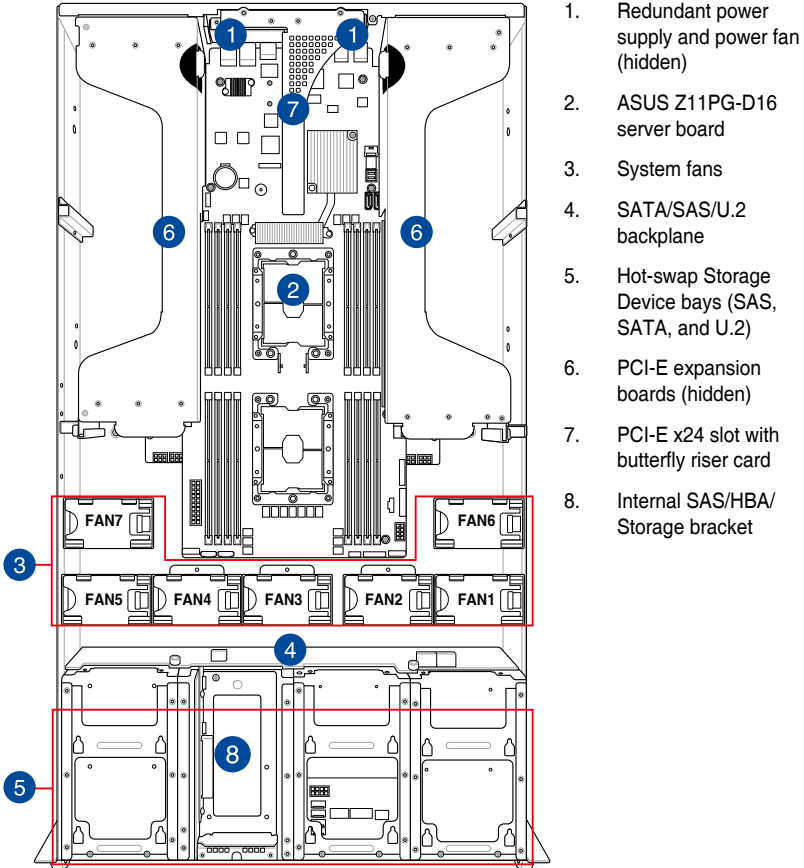 1 1
7
6 6
2
FAN7 FAN6
3
FAN5 FAN4 FAN3 FAN2 FAN1
4
8
5
1. Redundant power
supply and power fan
(hidden)
2. ASUS Z11PG-D16
server board
3. System fans
4. SATA/SAS/U.2
backplane
5. Hot-swap Storage
Device bays (SAS,
SATA, and U.2)
6. PCI-E expansion
boards (hidden)
7. PCI-E x24 slot with
butterfly riser card
8. Internal SAS/HBA/
Storage bracket